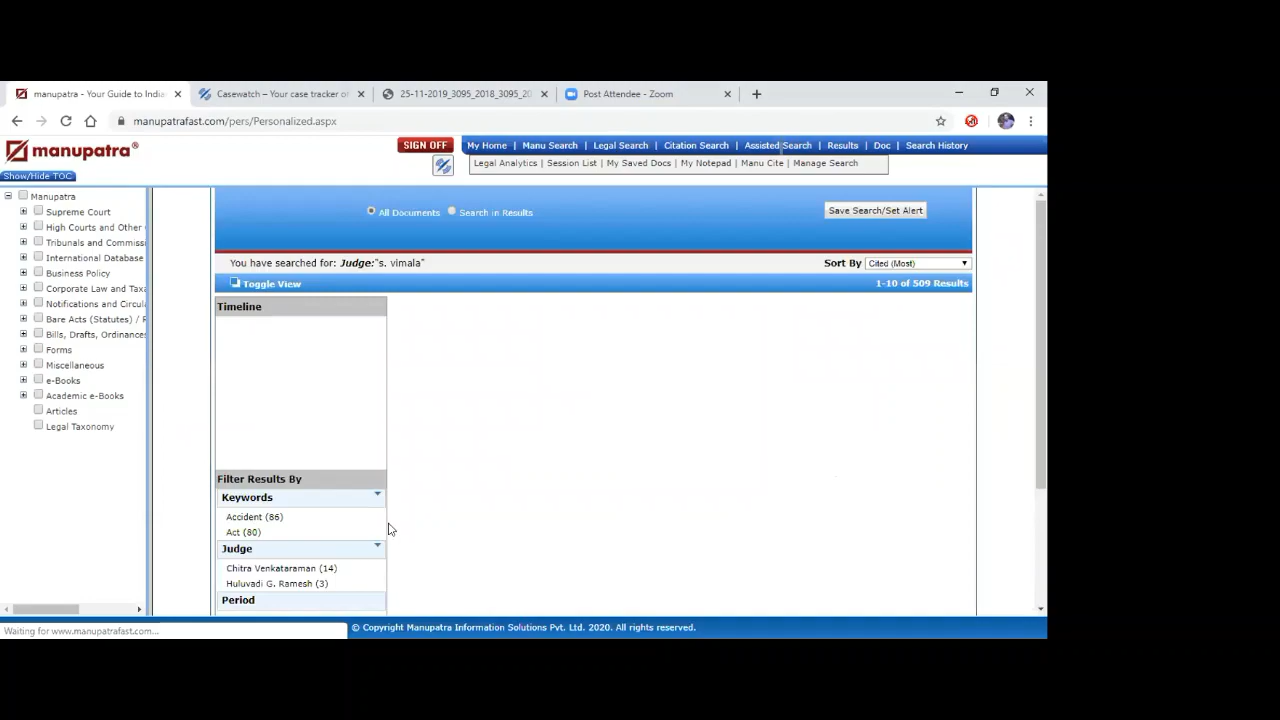 manupatra - Your Guide to India
Casewatch – Your case tracker or
25-11-2019_3095_2018_3095_20
Post Attendee - Zoom
manupatrafast.com/pers/Personalized.aspx
manupatra®
SIGN OFF
My Home | Manu Search | Legal Search | Citation Search | Assisted Search | Results | Doc | Search History
Legal Analytics | Session List | My Saved Docs | My Notepad | Manu Cite | Manage Search
Show/Hide TOC
Manupatra
Supreme Court
High Courts and Other
Tribunals and Commiss
International Database
Business Policy
Corporate Law and Taxa
Notifications and Circula
Bare Acts (Statutes) / R
Bills, Drafts, Ordinances
Forms
Miscellaneous
e-Books
Academic e-Books
Articles
Legal Taxonomy
All Documents
Search in Results
Save Search/Set Alert
You have searched for: Judge:"s. vimala"
Sort By
Cited (Most)
Toggle View
1-10 of 509 Results
Timeline
Filter Results By
Keywords
Accident (86)
Act (80)
Judge
Chitra Venkataraman (14)
Huluvadi G. Ramesh (3)
Period
Waiting for www.manupatrafast.com...
© Copyright Manupatra Information Solutions Pvt. Ltd. 2020. All rights reserved.